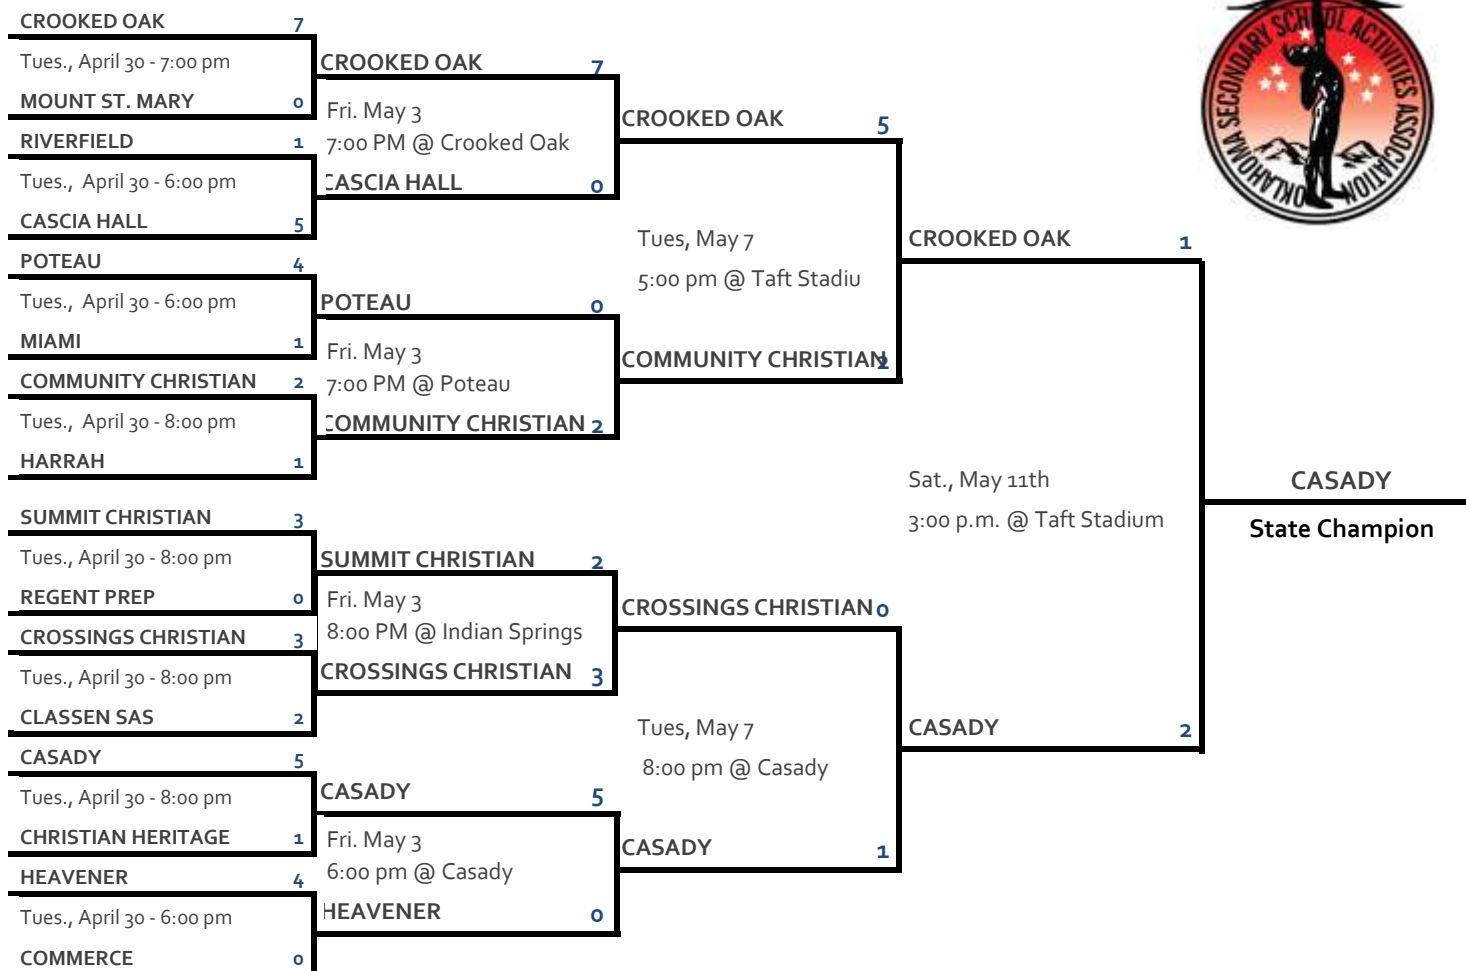 CROOKED OAK 7
Tues., April 30 - 7:00 pm
MOUNT ST. MARY 0
RIVERFIELD 1
Tues., April 30 - 6:00 pm
CASCIA HALL 5
POTEAU 4
Tues., April 30 - 6:00 pm
MIAMI 1
COMMUNITY CHRISTIAN 2
Tues., April 30 - 8:00 pm
HARRAH 1
SUMMIT CHRISTIAN 3
Tues., April 30 - 8:00 pm
REGENT PREP 0
CROSSINGS CHRISTIAN 3
Tues., April 30 - 8:00 pm
CLASSEN SAS 2
CASADY 5
Tues., April 30 - 8:00 pm
CHRISTIAN HERITAGE 1
HEAVENER 4
Tues., April 30 - 6:00 pm
COMMERCE 0
CROOKED OAK 7
Fri. May 3
7:00 PM @ Crooked Oak
CASCIA HALL 0
POTEAU 0
Fri. May 3
7:00 PM @ Poteau
COMMUNITY CHRISTIAN 2
SUMMIT CHRISTIAN 2
Fri. May 3
8:00 PM @ Indian Springs
CROSSINGS CHRISTIAN 3
CASADY 5
Fri. May 3
6:00 pm @ Casady
HEAVENER 0
CROOKED OAK 5
Tues, May 7
5:00 pm @ Taft Stadiu
COMMUNITY CHRISTIAN
CROSSINGS CHRISTIAN 0
Tues, May 7
8:00 pm @ Casady
CASADY 1
CROOKED OAK 1
Sat., May 11th
3:00 p.m. @ Taft Stadium
CASADY 2
CASADY
State Champion
OKLAHOMA SECONDARY SCHOOL ACTIVITIES ASSOCIATION